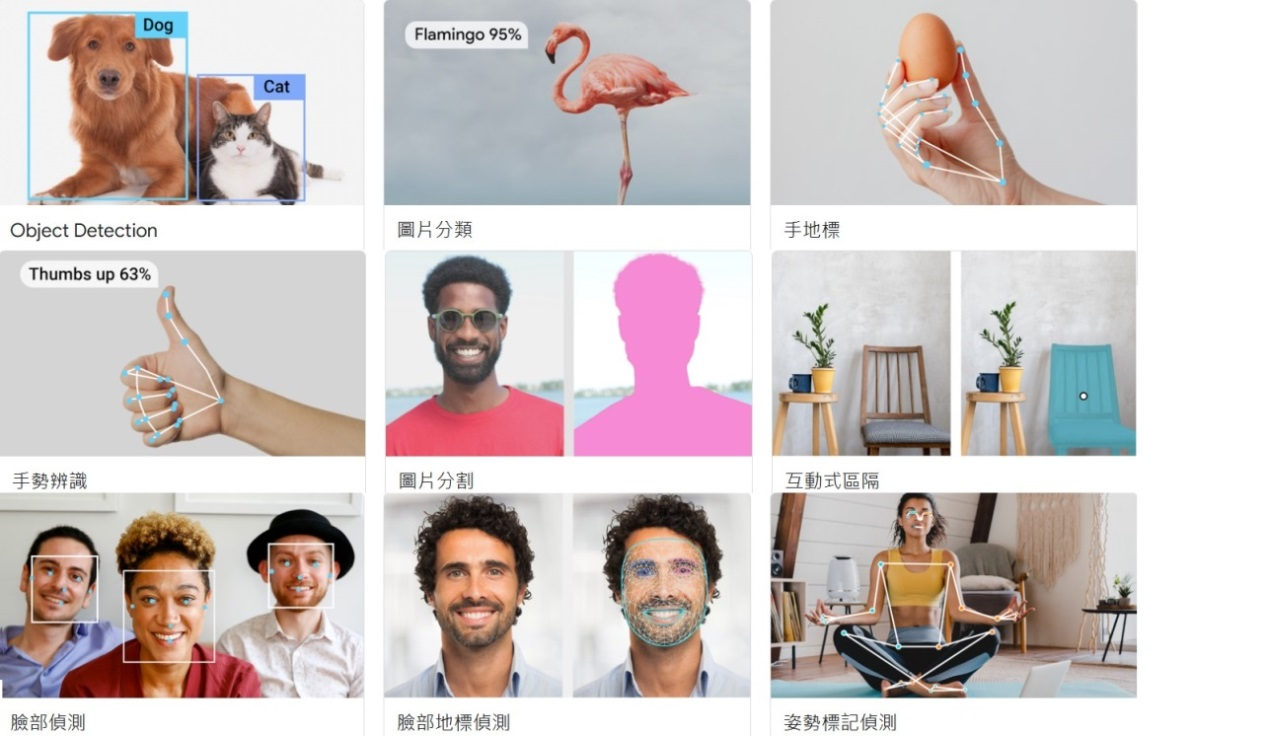 Dog
Cat
Flamingo 95%
Object Detection
圖片分類
手地標
Thumbs up 63%
手勢辨識
圖片分割
互動式區隔
臉部偵測
臉部地標偵測
姿勢標記偵測